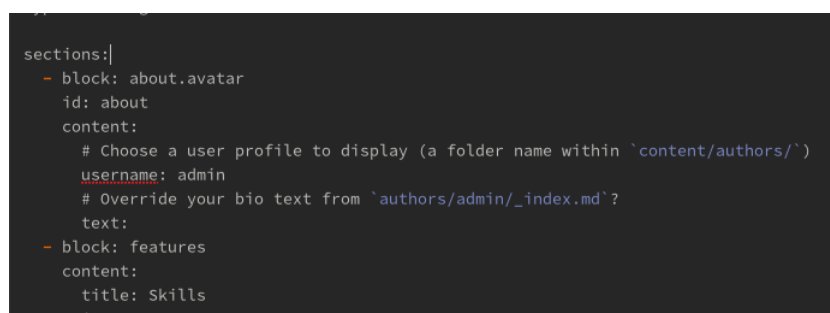 sections:
- block: about.avatar
id: about
content:
# Choose a user profile to display (a folder name within `content/authors/`)
username: admin
# Override your bio text from `authors/admin/_index.md`?
text:
- block: features
content:
title: Skills